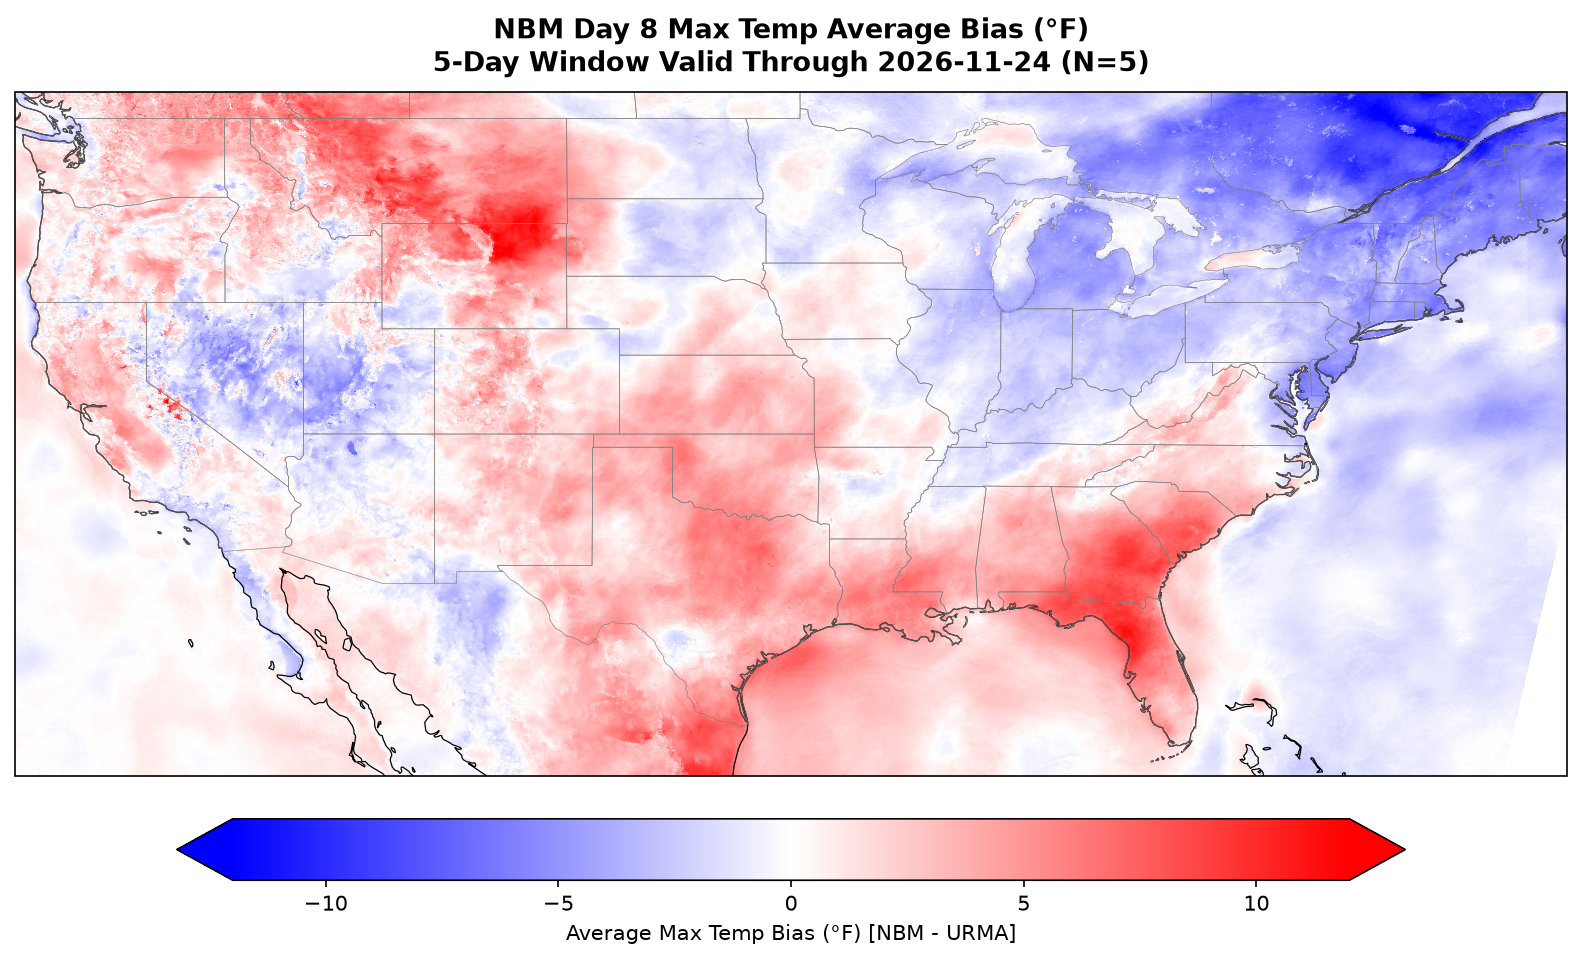 NBM Day 8 Max Temp Average Bias (°F)
5-Day Window Valid Through 2026-11-24 (N=5)
−10 −5 0 5 10
Average Max Temp Bias (°F) [NBM - URMA]